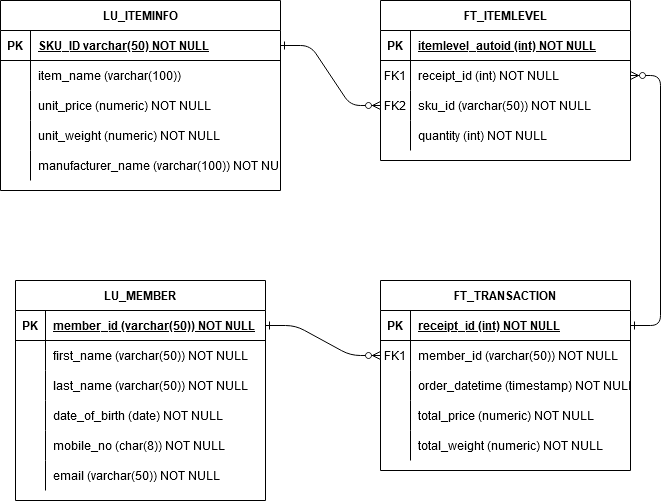 LU_ITEMINFO
PK SKU_ID varchar(50) NOT NULL
item_name (varchar(100))
unit_price (numeric) NOT NULL
unit_weight (numeric) NOT NULL
manufacturer_name (varchar(100)) NOT NU
FT_ITEMLEVEL
PK itemlevel_autoid (int) NOT NULL
FK1 receipt_id (int) NOT NULL
FK2 sku_id (varchar(50)) NOT NULL
quantity (int) NOT NULL
LU_MEMBER
PK member_id (varchar(50)) NOT NULL
first_name (varchar(50)) NOT NULL
last_name (varchar(50)) NOT NULL
date_of_birth (date) NOT NULL
mobile_no (char(8)) NOT NULL
email (varchar(50)) NOT NULL
FT_TRANSACTION
PK receipt_id (int) NOT NULL
FK1 member_id (varchar(50)) NOT NULL
order_datetime (timestamp) NOT NUL
total_price (numeric) NOT NULL
total_weight (numeric) NOT NULL